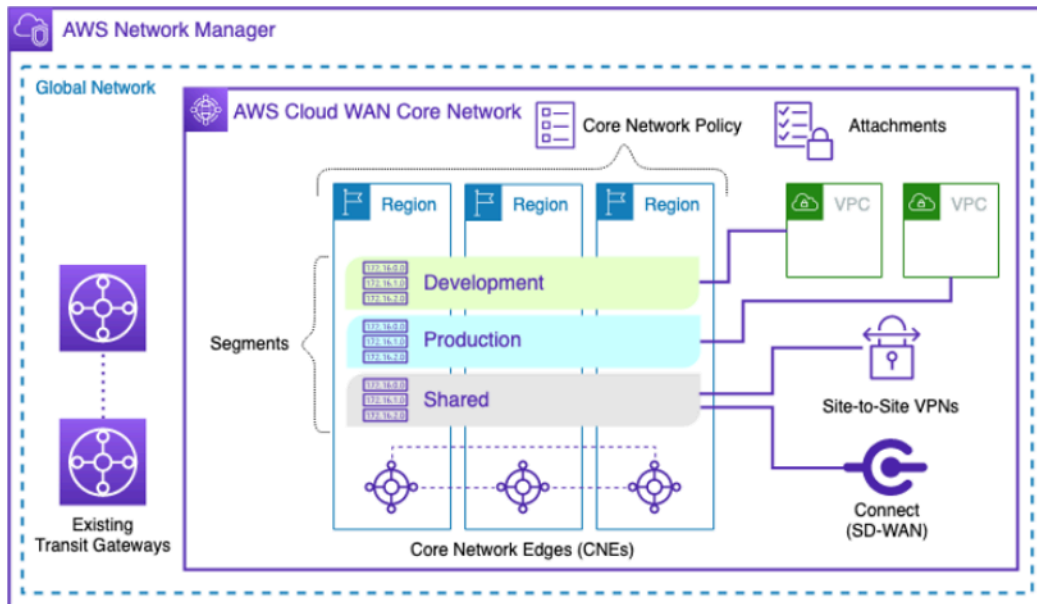 AWS Network Manager
Global Network
AWS Cloud WAN Core Network
Core Network Policy
Attachments
Region
Region
Region
VPC
VPC
172.16.0.0
172.16.1.0
172.16.2.0
Development
172.16.0.0
172.16.1.0
172.16.2.0
Production
Segments
172.16.0.0
172.16.1.0
172.16.2.0
Shared
Site-to-Site VPNs
Connect
(SD-WAN)
Existing
Transit Gateways
Core Network Edges (CNEs)